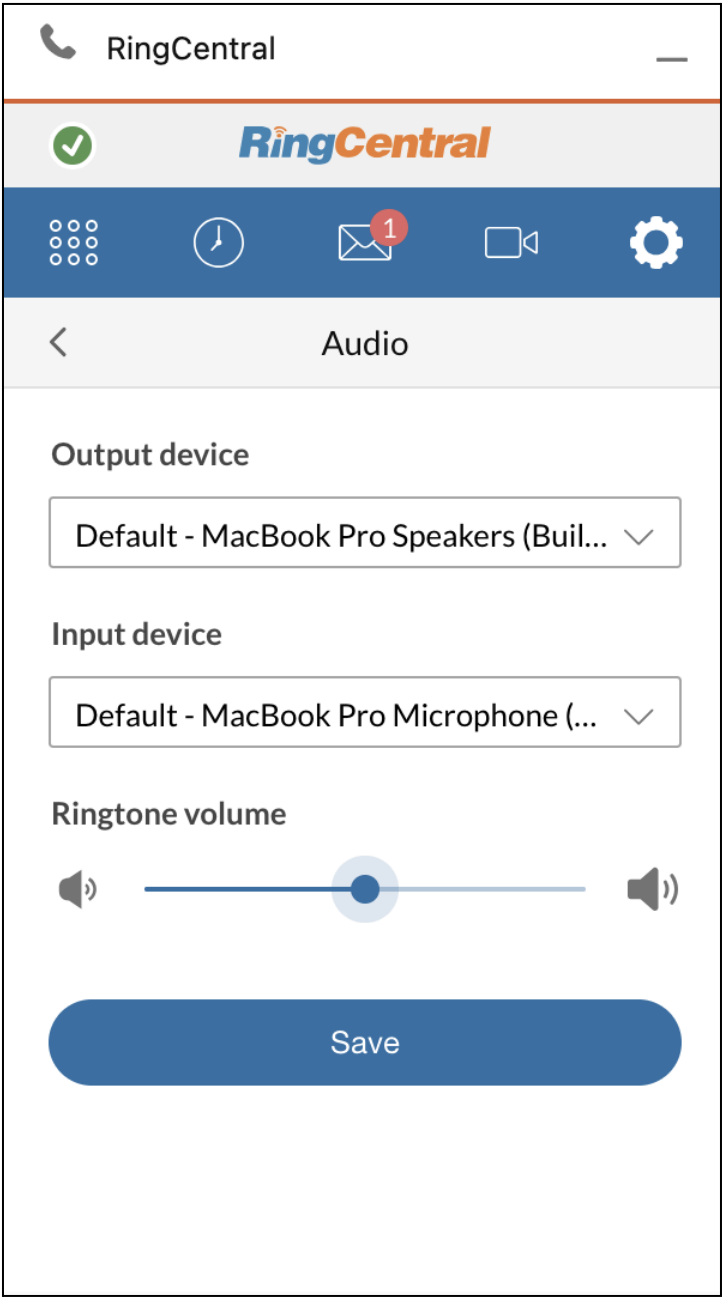 RingCentral
RingCentral
1
Audio
Output device
Default - MacBook Pro Speakers (Buil...
Input device
Default - MacBook Pro Microphone (...
Ringtone volume
Save